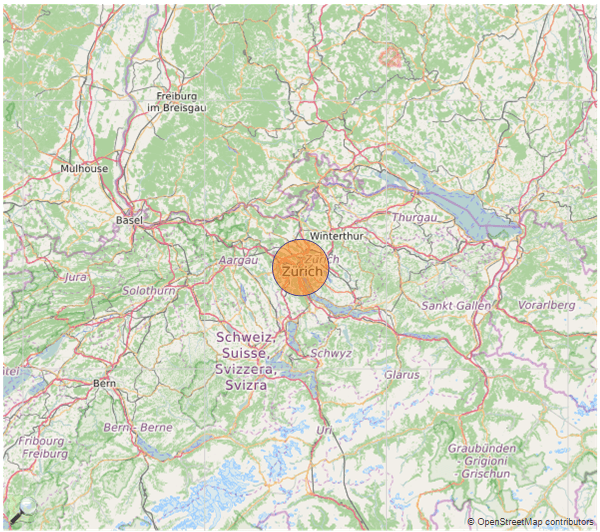 Freiburg
im Breisgau
Mulhouse
Basel
Thurgau
Winterthur
Aargau
Zürich
Zürich
Jura
Solothurn
Sankt Gallen
Vorarlberg
Schweiz,
Suisse,
Svizzera,
Svizra
Schwyz
Glarus
Bern
Bern - Berne
Uri
Fribourg -
Freiburg
Graubünden
Grigioni
- Grischun
© OpenStreetMap contributors